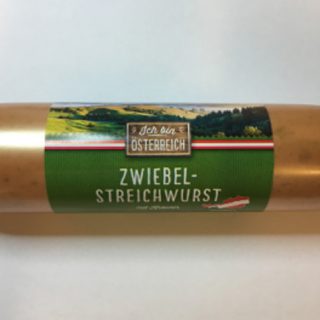 Ich bin
ÖSTERREICH
ZWIEBEL-
STREICHWURST